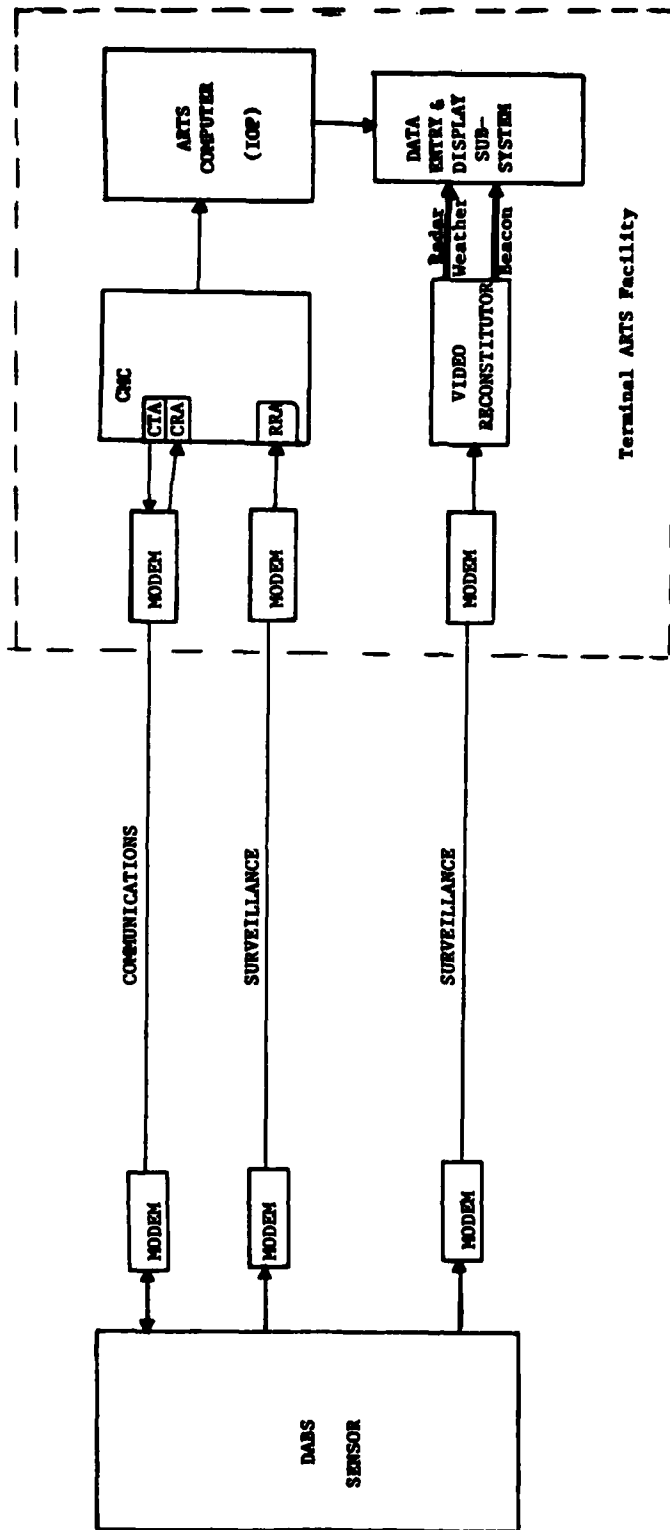 DABS
SENSOR
MODEM
MODEM
MODEM
COMMUNICATIONS
SURVEILLANCE
SURVEILLANCE
MODEM
MODEM
MODEM
CMC
CTA
CRA
RRA
ARTS
COMPUTER
(IOP)
VIDEO
RECONSTITUTOR
Radar
Weather
Beacon
DATA
ENTRY &
DISPLAY
SUB-
SYSTEM
Terminal ARTS Facility